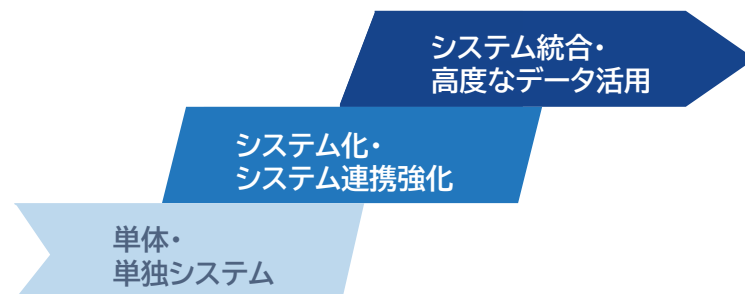 システム統合・
高度なデータ活用
システム化・
システム連携強化
単体・
単独システム